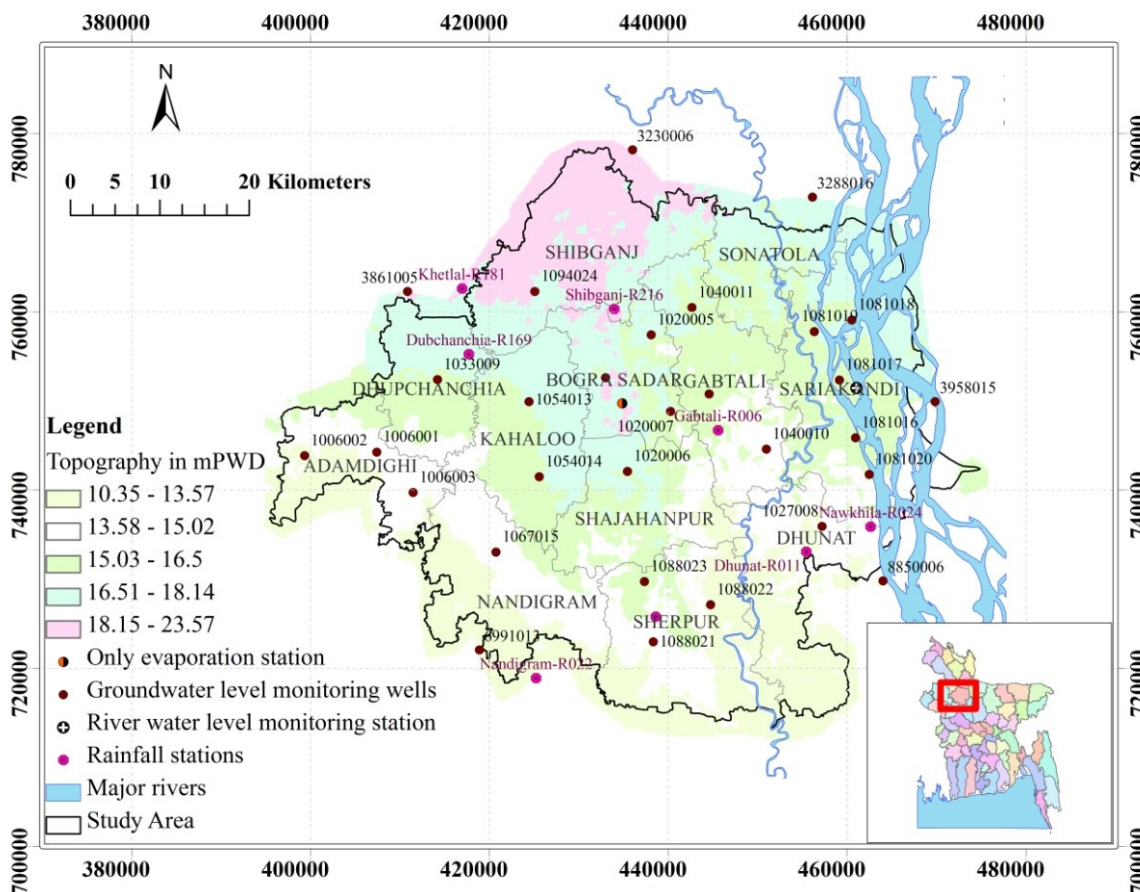 380000 400000 420000 440000 460000 480000
N
780000
780000
3230006
0 5 10 20 Kilometers
3288016
SHIBGANJ
SONATOLA
Khetlal-R181
3861005
1094024
Shibganj-R216
1040011
1081018
760000
760000
1020005
1081019
Dubchanchia-R169
1033009
1081017
DHUPCHANCHIA
BOGRA SADAR
GABTALI
SARIAKANDI
3958015
1054013
Gabtali-R006
1020007
1081016
KAHALOO
1006002
1006001
1040010
ADAMDIGHI
1054014
1020006
1081020
1006003
740000
740000
SHAJAHANPUR
1027008
Nawkhila-R024
DHUNAT
1067015
1088023
Dhunat-R011
8850006
NANDIGRAM
1088022
SHERPUR
1088021
Nandigram-R022
720000
720000
Legend
Topography in mPWD
10.35 - 13.57
13.58 - 15.02
15.03 - 16.5
16.51 - 18.14
18.15 - 23.57
Only evaporation station
Groundwater level monitoring wells
River water level monitoring station
Rainfall stations
Major rivers
Study Area
700000
700000
380000 400000 420000 440000 460000 480000